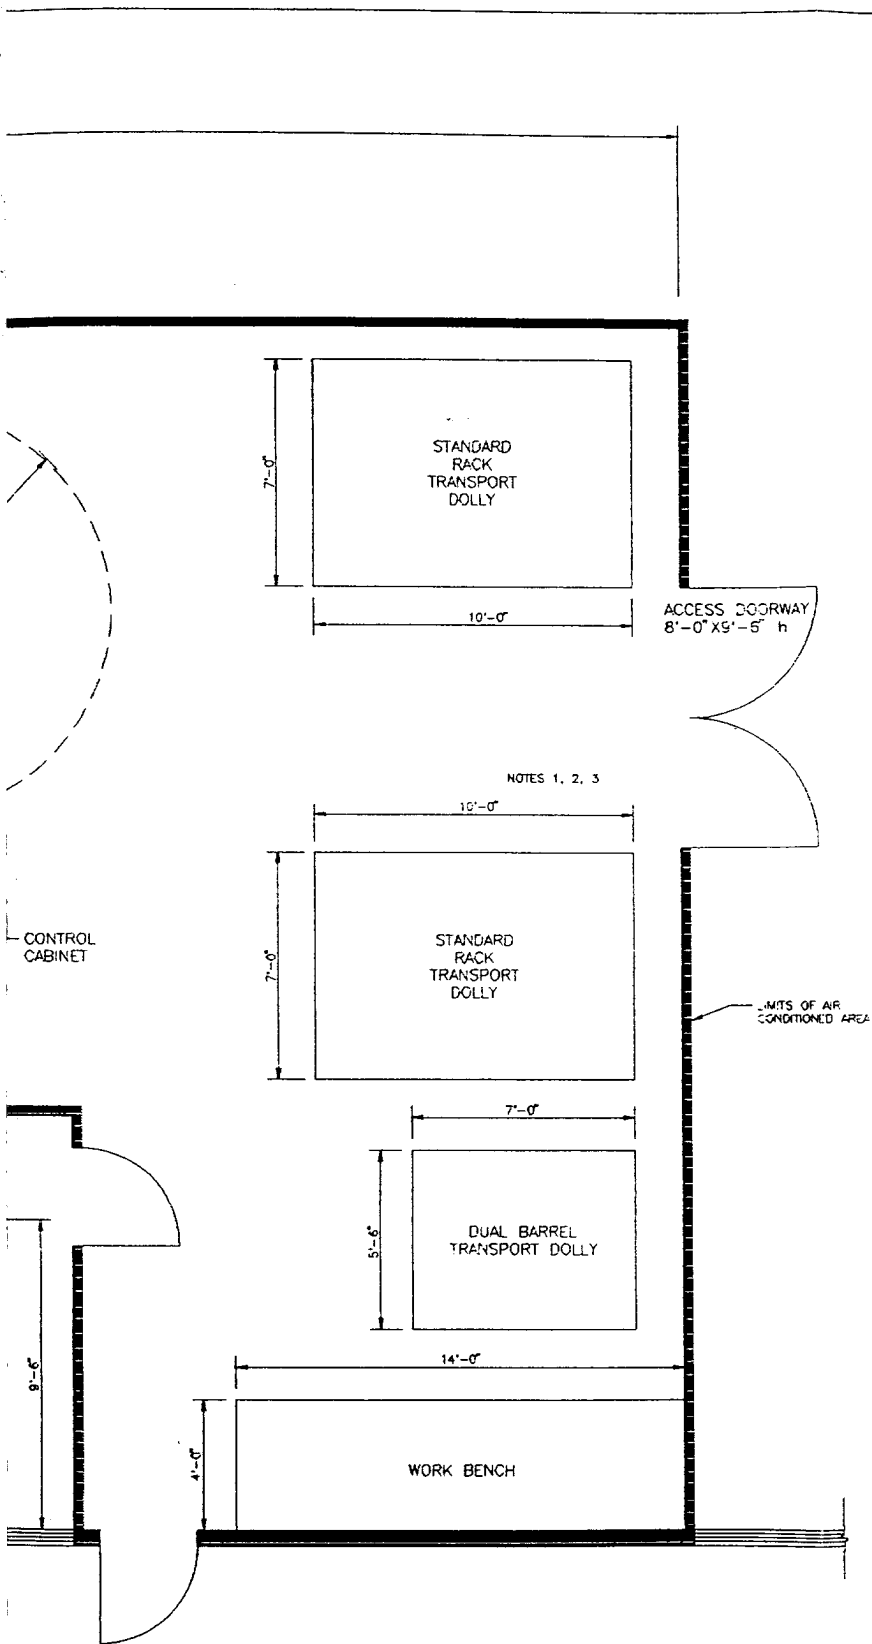 STANDARD
RACK
TRANSPORT
DOLLY
7'-0"
10'-0"
ACCESS DOORWAY
8'-0"X9'-6" h
NOTES 1, 2, 3
10'-0"
CONTROL
CABINET
7'-0"
STANDARD
RACK
TRANSPORT
DOLLY
LIMITS OF AIR
CONDITIONED AREA
7'-0"
5'-6"
DUAL BARREL
TRANSPORT DOLLY
14'-0"
9'-6"
4'-0"
WORK BENCH